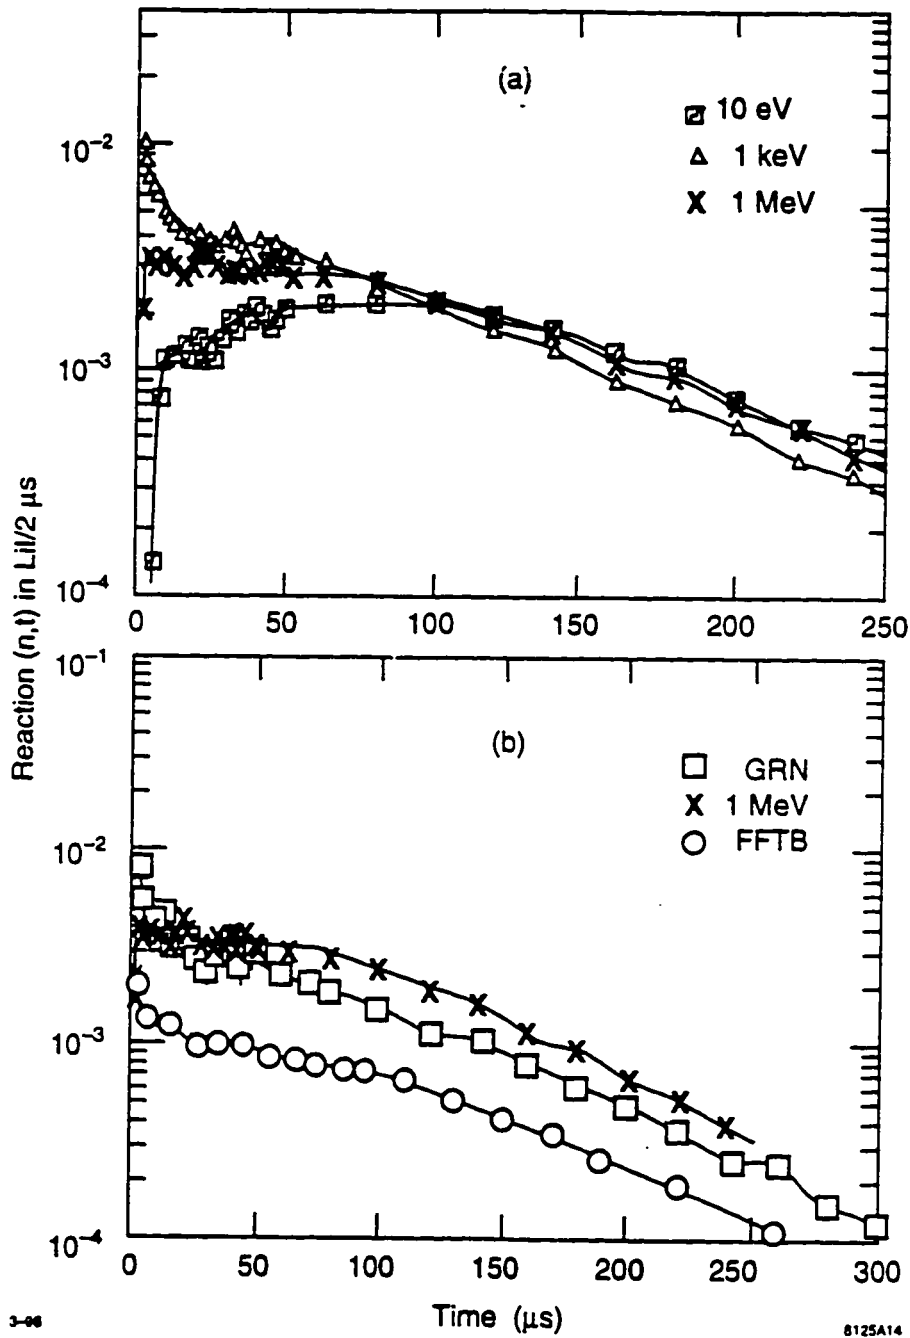 (a)
10 eV
1 keV
1 MeV
10⁻²
10⁻³
10⁻⁴
0 50 100 150 200 250
Reaction (n,t) in LiI/2 μs
10⁻¹
(b)
GRN
1 MeV
FFTB
10⁻²
10⁻³
10⁻⁴
0 50 100 150 200 250 300
Time (μs)
3–96
8125A14